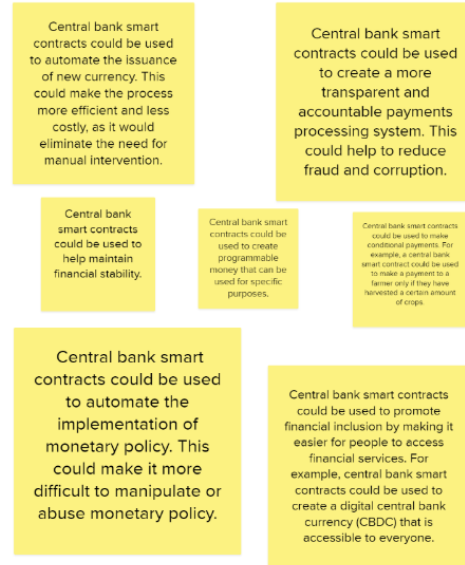 Central bank smart
contracts could be used
to automate the issuance
of new currency. This
could make the process
more efficient and less
costly, as it would
eliminate the need for
manual intervention.
Central bank smart
contracts could be used
to create a more
transparent and
accountable payments
processing system. This
could help to reduce
fraud and corruption.
Central bank
smart contracts
could be used to
help maintain
financial stability.
Central bank smart
contracts could be
used to create
programmable
money that can be
used for specific
purposes.
Central bank smart contracts
could be used to make
conditional payments. For
example, a central bank
smart contract could be used
to make a payment to a
farmer only if they have
harvested a certain amount
of crops.
Central bank smart
contracts could be used
to automate the
implementation of
monetary policy. This
could make it more
difficult to manipulate or
abuse monetary policy.
Central bank smart contracts
could be used to promote
financial inclusion by making it
easier for people to access
financial services. For
example, central bank smart
contracts could be used to
create a digital central bank
currency (CBDC) that is
accessible to everyone.